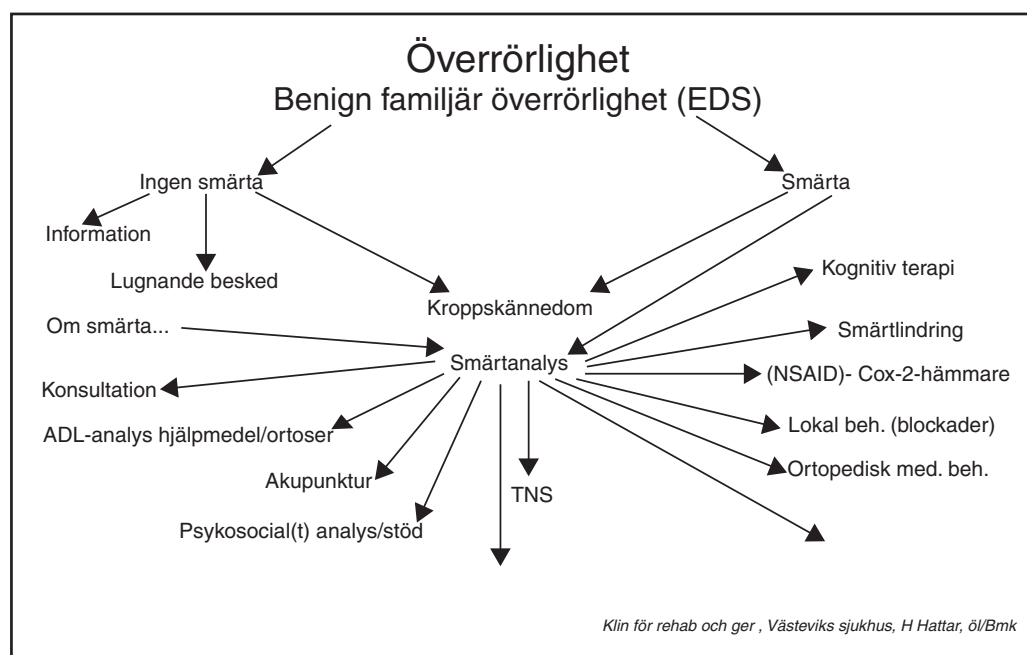 Överrörlighet
Benign familjär överrörlighet (EDS)
Ingen smärta
Smärta
Information
Lugnande besked
Kroppskännedom
Kognitiv terapi
Om smärta...
Smärtlindring
Smärtanalys
Konsultation
(NSAID)- Cox-2-hämmare
ADL-analys hjälpmedel/ortoser
Lokal beh. (blockader)
Akupunktur
TNS
Ortopedisk med. beh.
Psykosocial(t) analys/stöd
Klin för rehab och ger , Västeviks sjukhus, H Hattar, öl/Bmk